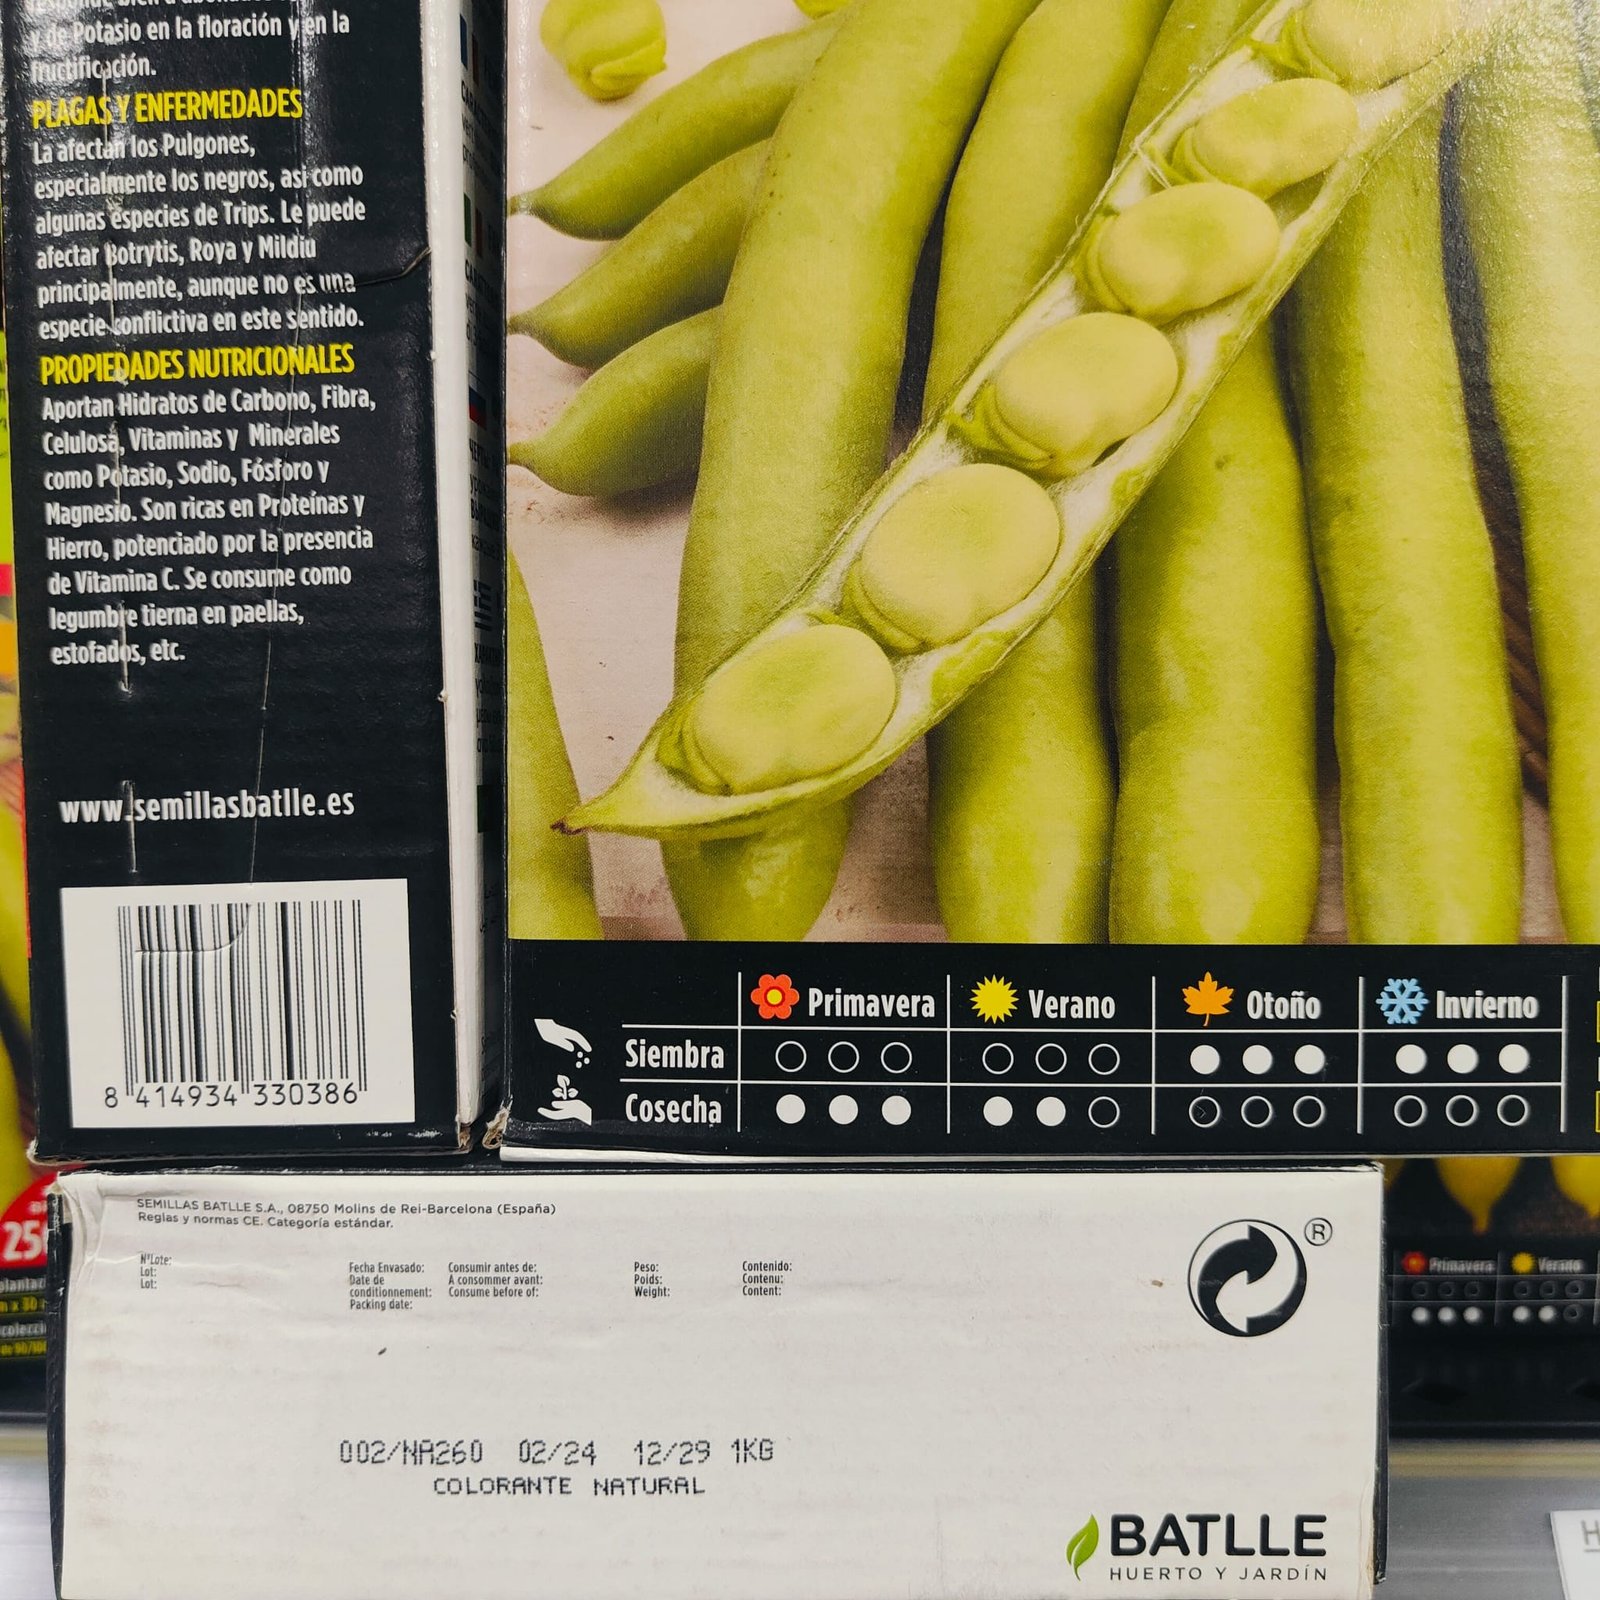 y de Potasio en la floración y en la
fructificación.
PLAGAS Y ENFERMEDADES
La afectan los Pulgones,
especialmente los negros, asi como
algunas especies de Trips. Le puede
afectar Botrytis, Roya y Mildiu
principalmente, aunque no es una
especie conflictiva en este sentido.
PROPIEDADES NUTRICIONALES
Aportan Hidratos de Carbono, Fibra,
Celulosa, Vitaminas y Minerales
como Potasio, Sodio, Fósforo y
Magnesio. Son ricas en Proteínas y
Hierro, potenciado por la presencia
de Vitamina C. Se consume como
legumbre tierna en paellas,
estofados, etc.
www.semillasbatlle.es
8 414934 330386
Primavera Verano Otoño Invierno
Siembra
Cosecha
SEMILLAS BATLLE S.A., 08750 Molins de Rei-Barcelona (España)
Reglas y normas CE. Categoría estándar.
NºLote:
Lot:
Lot:
Fecha Envasado:
Date de
conditionnement:
Packing date:
Consumir antes de:
A consommer avant:
Consume before of:
Peso:
Poids:
Weight:
Contenido:
Contenu:
Content:
®
002/NA260 02/24 12/29 1KG
COLORANTE NATURAL
BATLLE
HUERTO Y JARDÍN
Primavera Verano
25